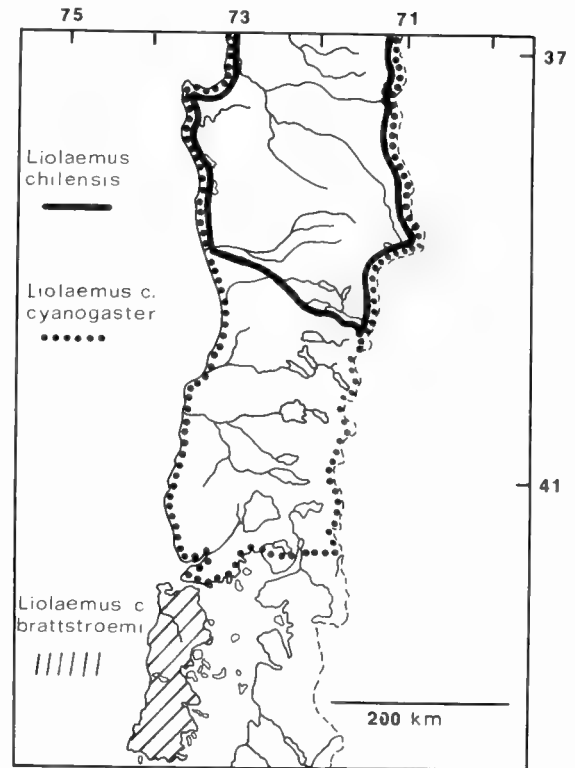 75 73 71
37
Liolaemus
chilensis
Liolaemus c.
cyanogaster
41
Liolaemus c
brattstroemi
200 km